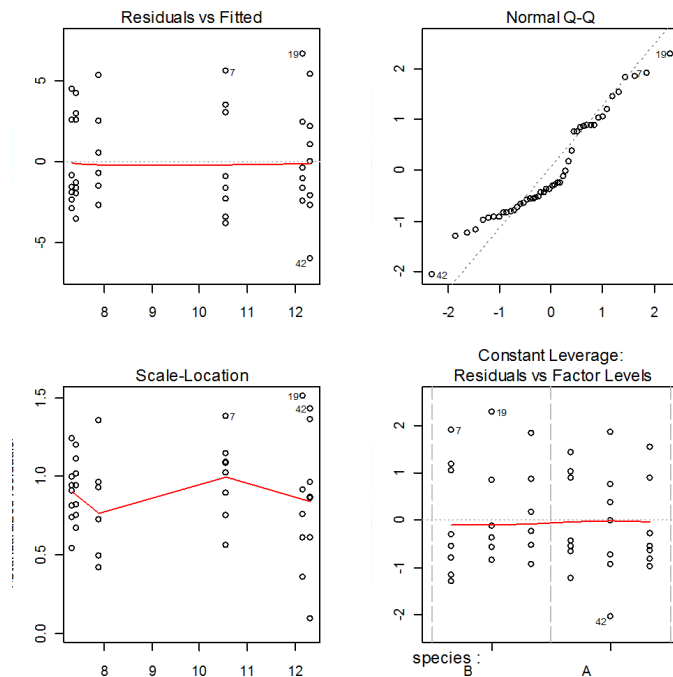 Residuals vs Fitted
5
0
-5
19
7
42
8 9 10 11 12
Normal Q-Q
2
1
0
-1
-2
19
7
42
-2 -1 0 1 2
Scale-Location
1.5
1.0
0.5
0.0
19
42
7
8 9 10 11 12
Constant Leverage:
Residuals vs Factor Levels
2
1
0
-1
-2
7
19
42
species :
B A